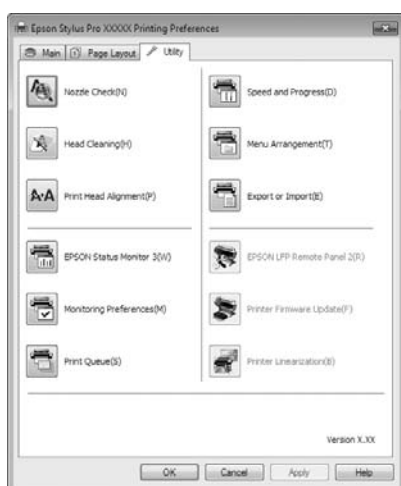 Epson Stylus Pro XXXXX Printing Preferences
Main
Page Layout
Utility
Nozzle Check(N)
Speed and Progress(D)
Head Cleaning(H)
Menu Arrangement(T)
A·A
Print Head Alignment(P)
Export or Import(E)
EPSON Status Monitor 3(W)
EPSON LFP Remote Panel 2(R)
Monitoring Preferences(M)
Printer Firmware Update(F)
Print Queue(S)
Printer Linearization(B)
Version X.XX
OK
Cancel
Apply
Help